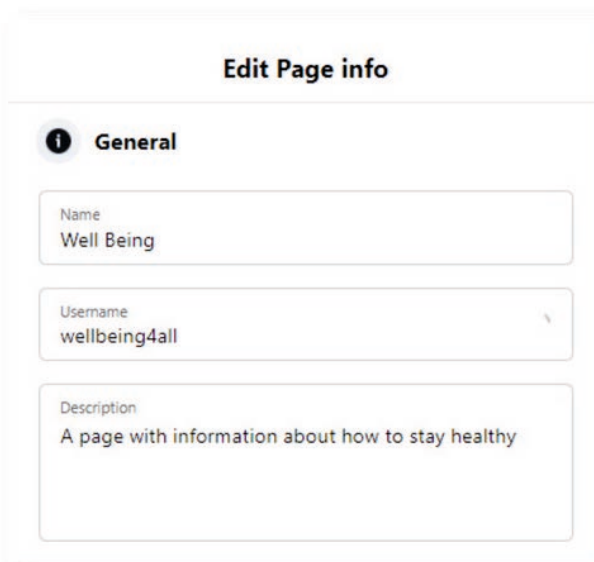 Edit Page info
General
Name
Well Being
Username
wellbeing4all
Description
A page with information about how to stay healthy